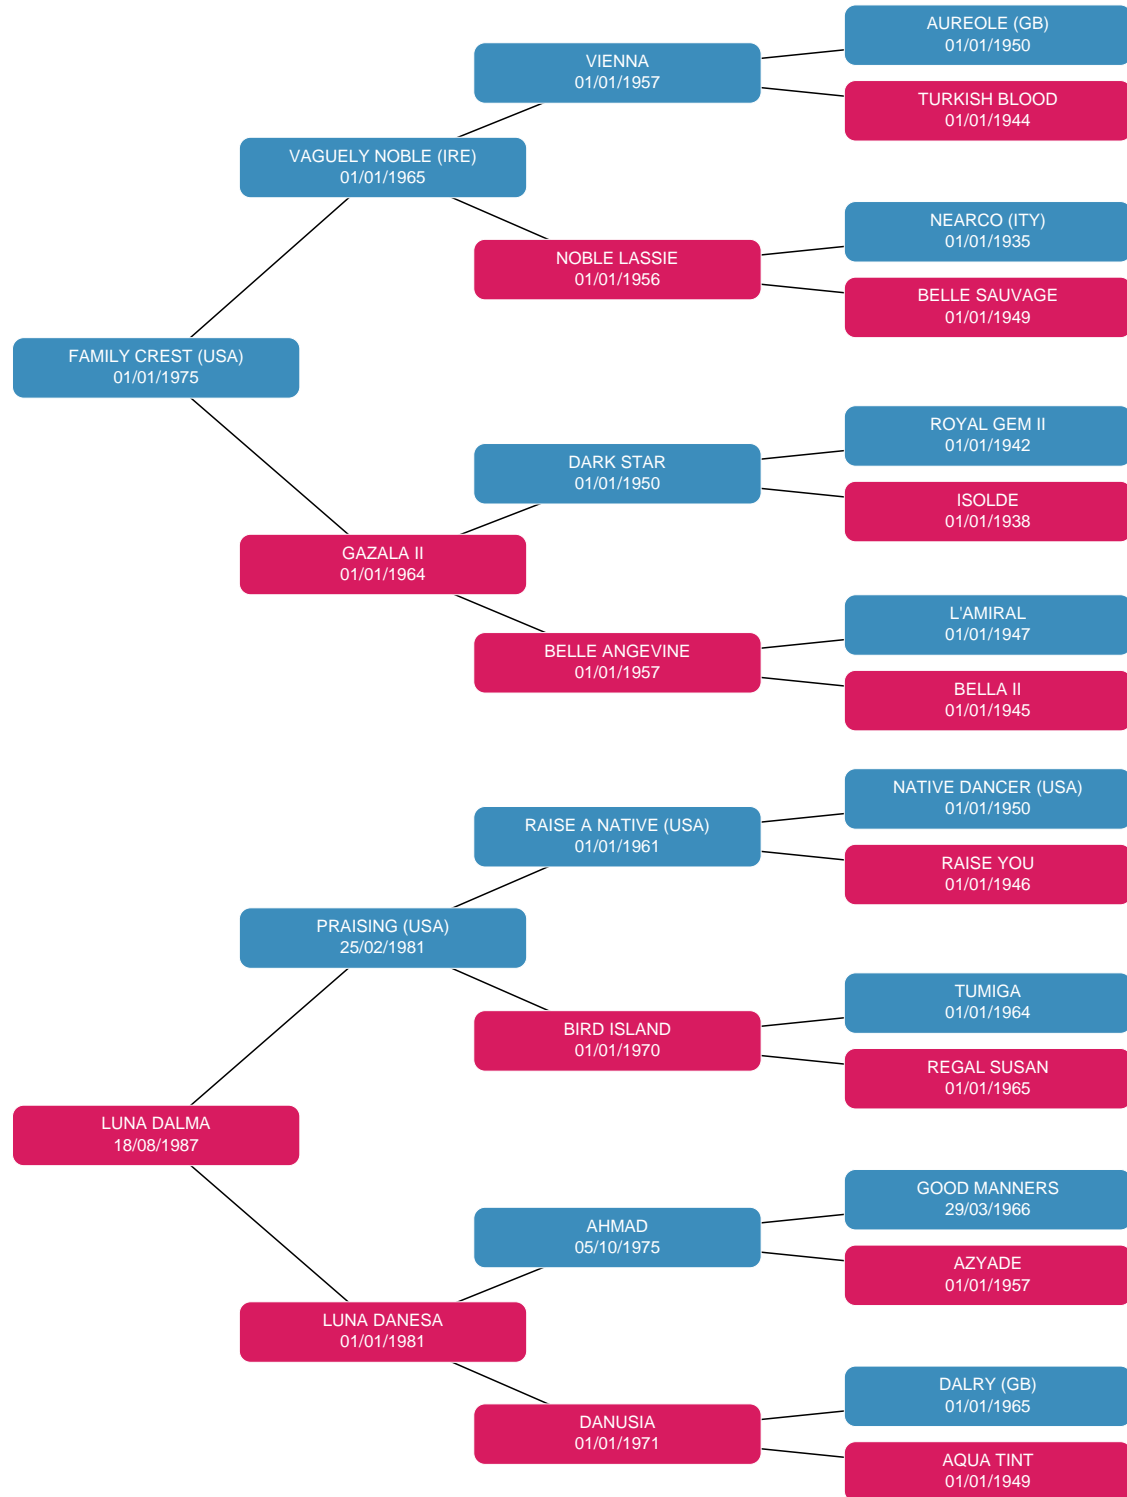 AUREOLE (GB)
01/01/1950
VIENNA
01/01/1957
TURKISH BLOOD
01/01/1944
VAGUELY NOBLE (IRE)
01/01/1965
NEARCO (ITY)
01/01/1935
NOBLE LASSIE
01/01/1956
BELLE SAUVAGE
01/01/1949
FAMILY CREST (USA)
01/01/1975
ROYAL GEM II
01/01/1942
DARK STAR
01/01/1950
ISOLDE
01/01/1938
GAZALA II
01/01/1964
L'AMIRAL
01/01/1947
BELLE ANGEVINE
01/01/1957
BELLA II
01/01/1945
NATIVE DANCER (USA)
01/01/1950
RAISE A NATIVE (USA)
01/01/1961
RAISE YOU
01/01/1946
PRAISING (USA)
25/02/1981
TUMIGA
01/01/1964
BIRD ISLAND
01/01/1970
REGAL SUSAN
01/01/1965
LUNA DALMA
18/08/1987
GOOD MANNERS
29/03/1966
AHMAD
05/10/1975
AZYADE
01/01/1957
LUNA DANESA
01/01/1981
DALRY (GB)
01/01/1965
DANUSIA
01/01/1971
AQUA TINT
01/01/1949